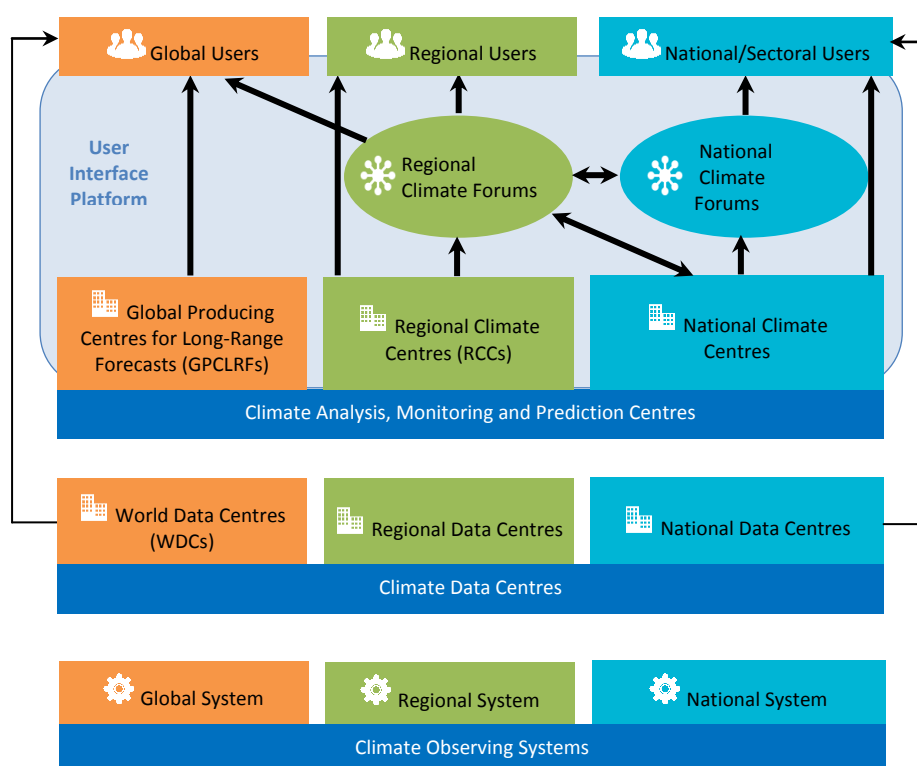 Global Users
Regional Users
National/Sectoral Users
User
Interface
Platform
Regional
Climate Forums
National
Climate
Forums
Global Producing
Centres for Long-Range
Forecasts (GPCLRFs)
Regional Climate
Centres (RCCs)
National Climate
Centres
Climate Analysis, Monitoring and Prediction Centres
World Data Centres
(WDCs)
Regional Data Centres
National Data Centres
Climate Data Centres
Global System
Regional System
National System
Climate Observing Systems